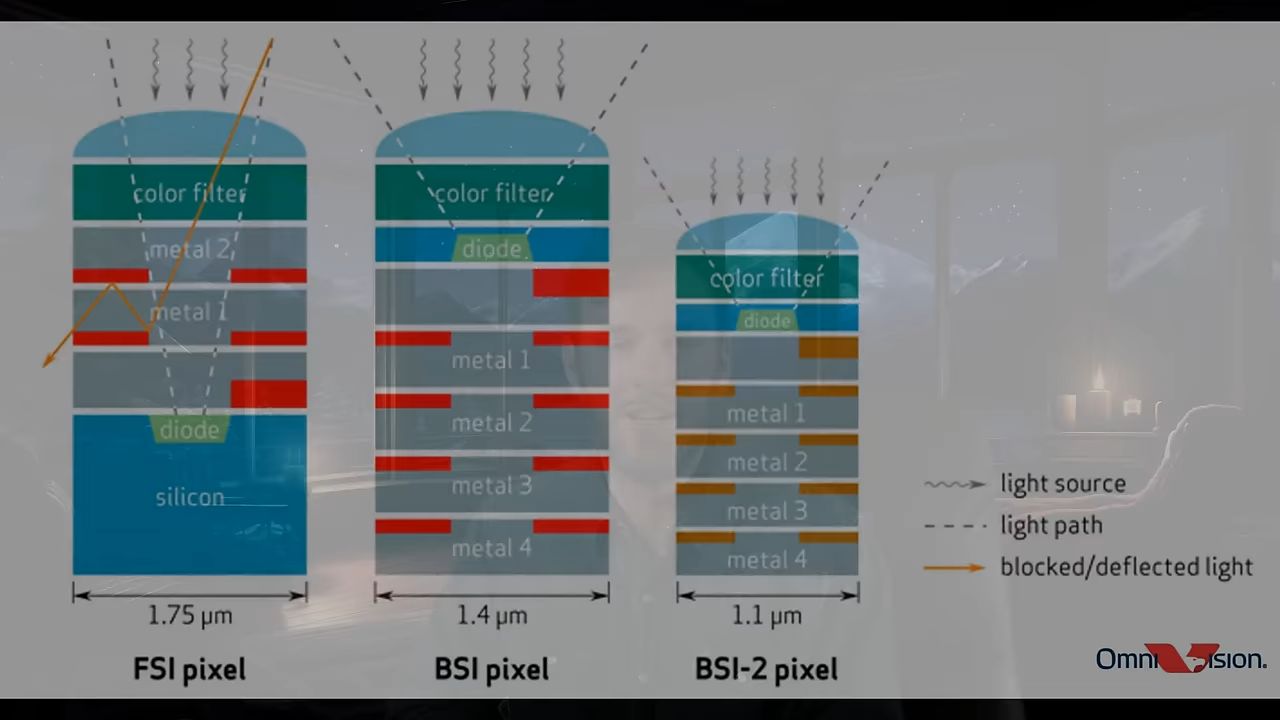 color filter
metal 2
metal 1
diode
silicon
1.75 µm
FSI pixel
color filter
diode
metal 1
metal 2
metal 3
metal 4
1.4 µm
BSI pixel
color filter
diode
metal 1
metal 2
metal 3
metal 4
1.1 µm
BSI-2 pixel
light source
light path
blocked/deflected light
OmniVision.